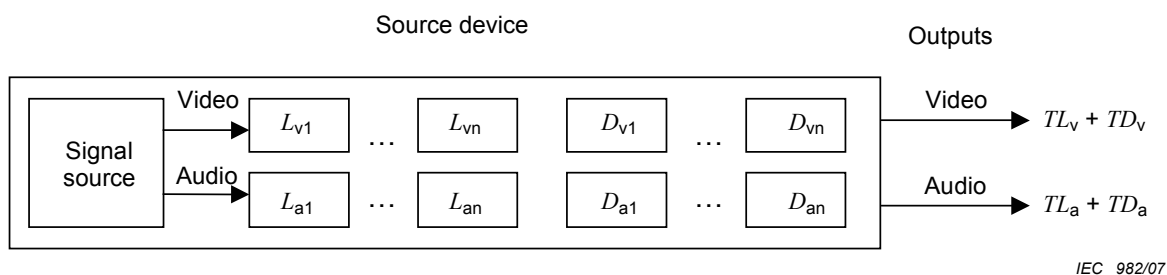 Source device
Outputs
Signal
source
Video
Audio
Lv1 … Lvn Dv1 … Dvn
La1 … Lan Da1 … Dan
Video
TLv + TDv
Audio
TLa + TDa
IEC 982/07